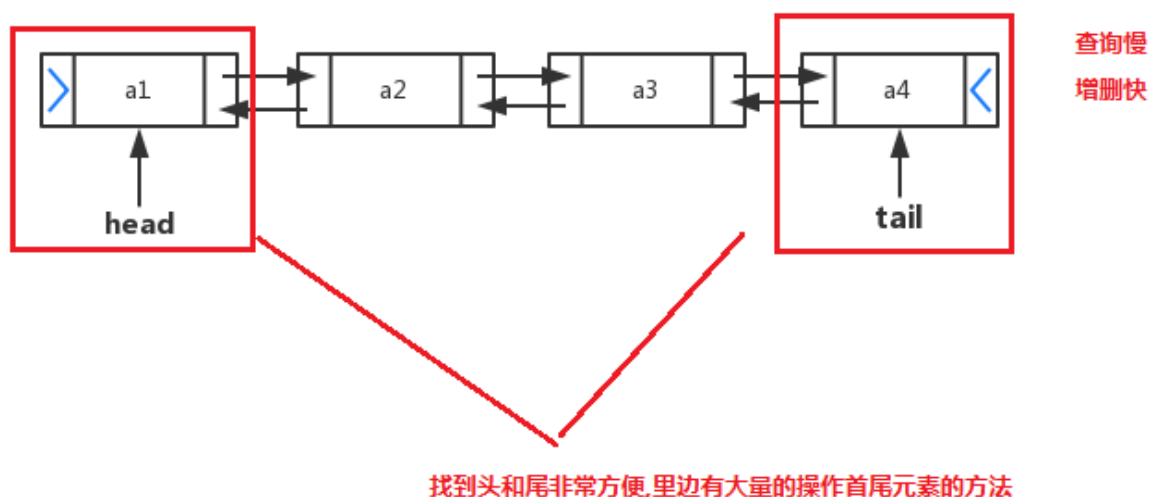 查询慢
增删快
a1
a2
a3
a4
head
tail
找到头和尾非常方便,里边有大量的操作首尾元素的方法